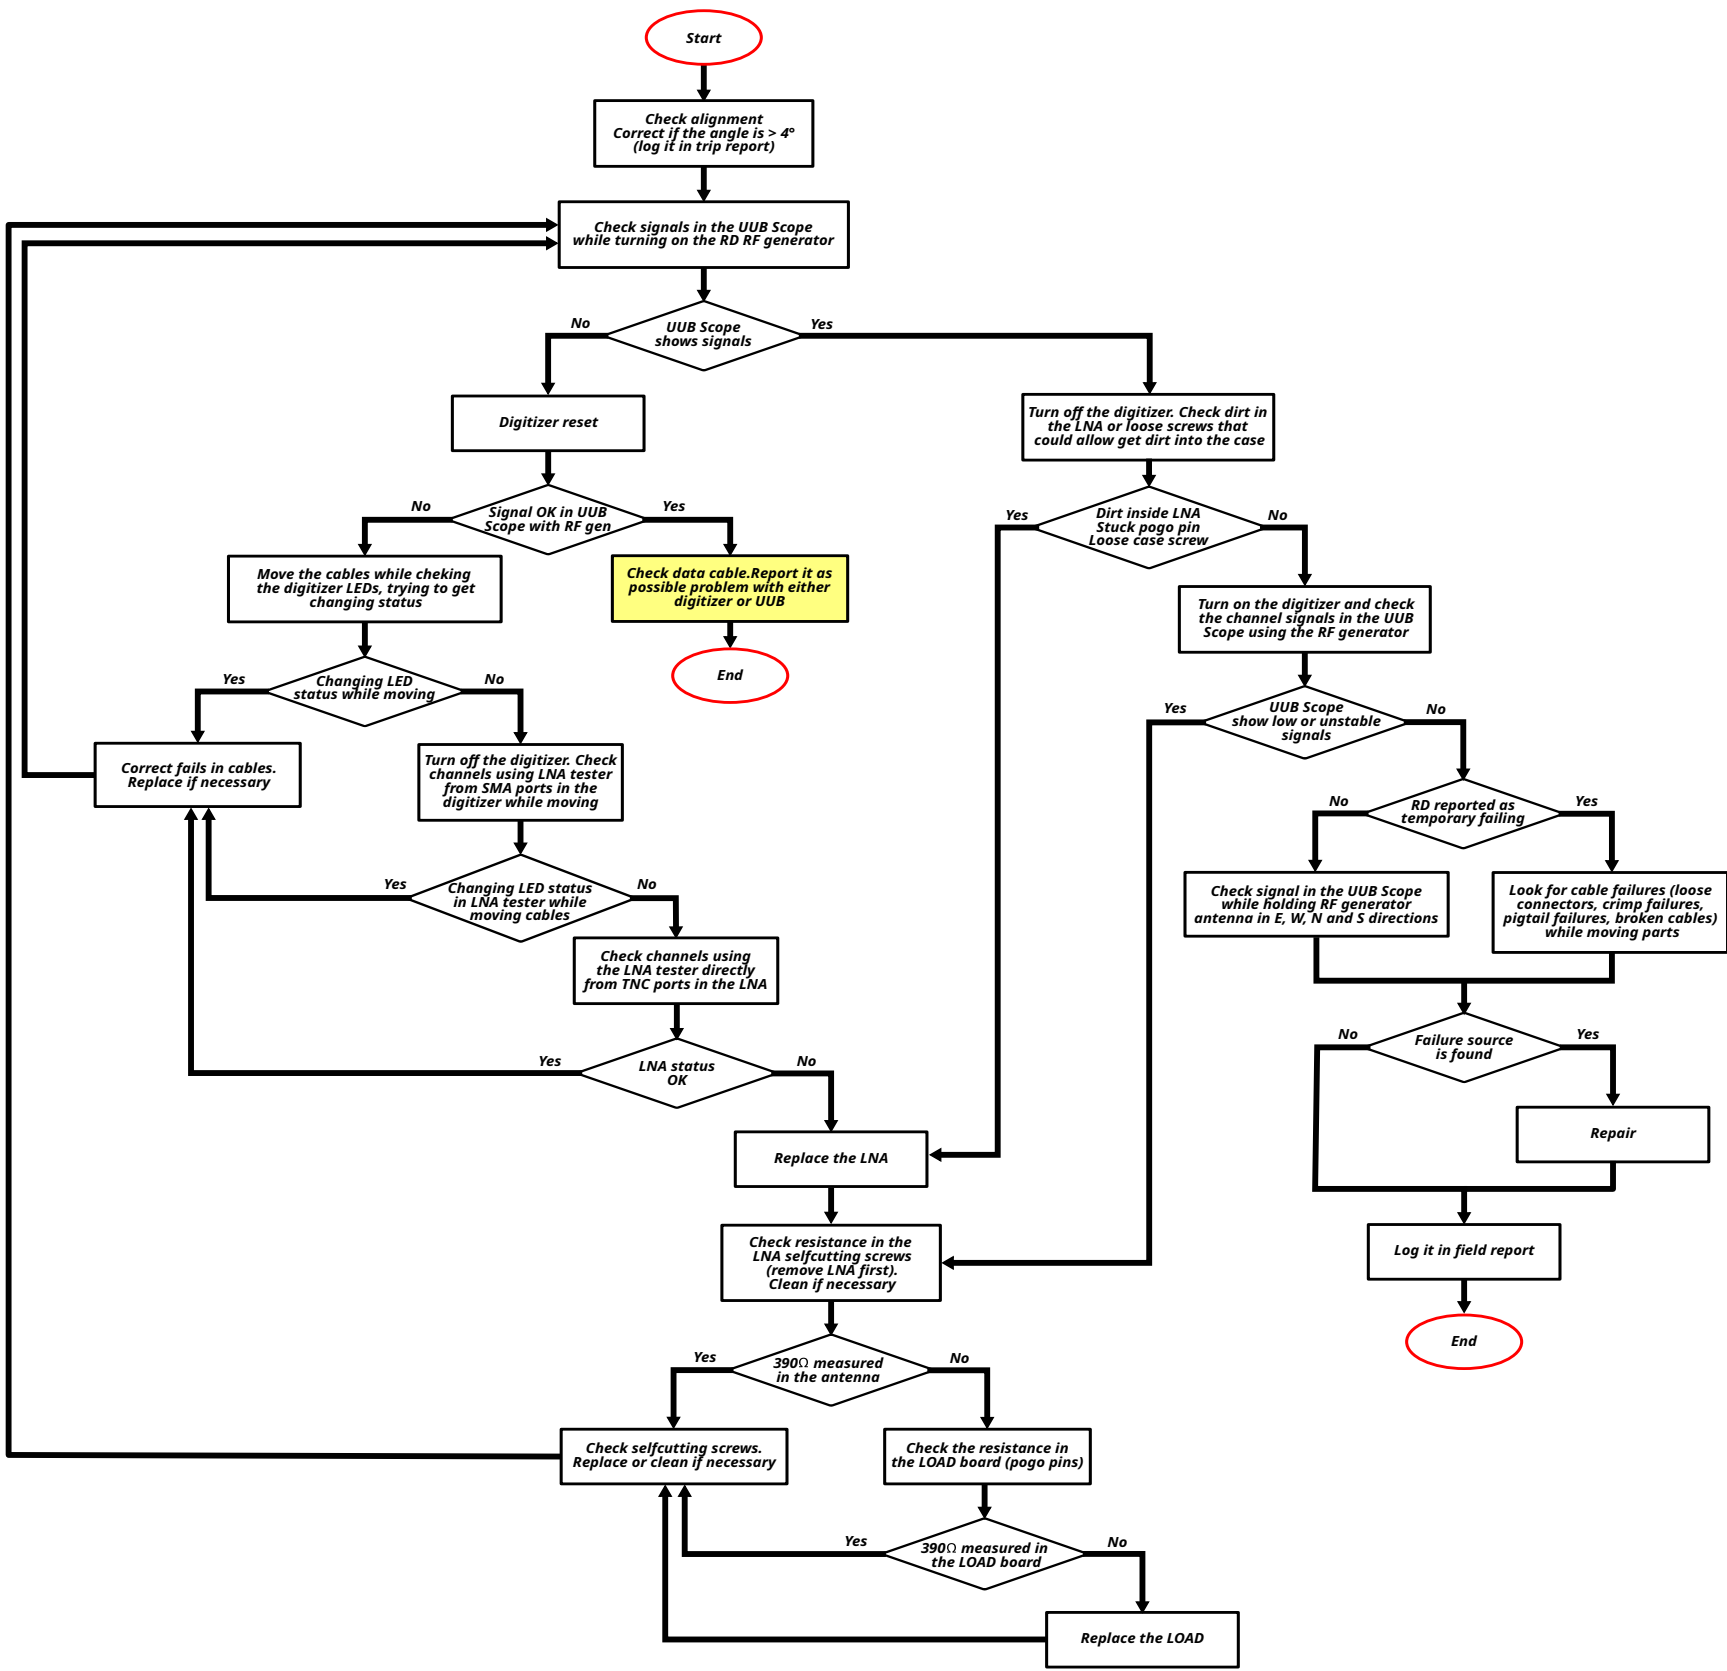 Start
Check alignment
Correct if the angle is > 4º
(log it in trip report)
Check signals in the UUB Scope
while turning on the RD RF generator
UUB Scope
shows signals
No
Yes
Digitizer reset
Turn off the digitizer. Check dirt in
the LNA or loose screws that
could allow get dirt into the case
Signal OK in UUB
Scope with RF gen
No
Yes
Dirt inside LNA
Stuck pogo pin
Loose case screw
Yes
No
Move the cables while cheking
the digitizer LEDs, trying to get
changing status
Check data cable.Report it as
possible problem with either
digitizer or UUB
Turn on the digitizer and check
the channel signals in the UUB
Scope using the RF generator
End
Changing LED
status while moving
Yes
No
UUB Scope
show low or unstable
signals
Yes
No
Correct fails in cables.
Replace if necessary
Turn off the digitizer. Check
channels using LNA tester
from SMA ports in the
digitizer while moving
RD reported as
temporary failing
No
Yes
Changing LED status
in LNA tester while
moving cables
Yes
No
Check signal in the UUB Scope
while holding RF generator
antenna in E, W, N and S directions
Look for cable failures (loose
connectors, crimp failures,
pigtail failures, broken cables)
while moving parts
Check channels using
the LNA tester directly
from TNC ports in the LNA
Failure source
is found
No
Yes
LNA status
OK
Yes
No
Repair
Replace the LNA
Check resistance in the
LNA selfcutting screws
(remove LNA first).
Clean if necessary
Log it in field report
End
390Ω measured
in the antenna
Yes
No
Check selfcutting screws.
Replace or clean if necessary
Check the resistance in
the LOAD board (pogo pins)
390Ω measured in
the LOAD board
Yes
No
Replace the LOAD